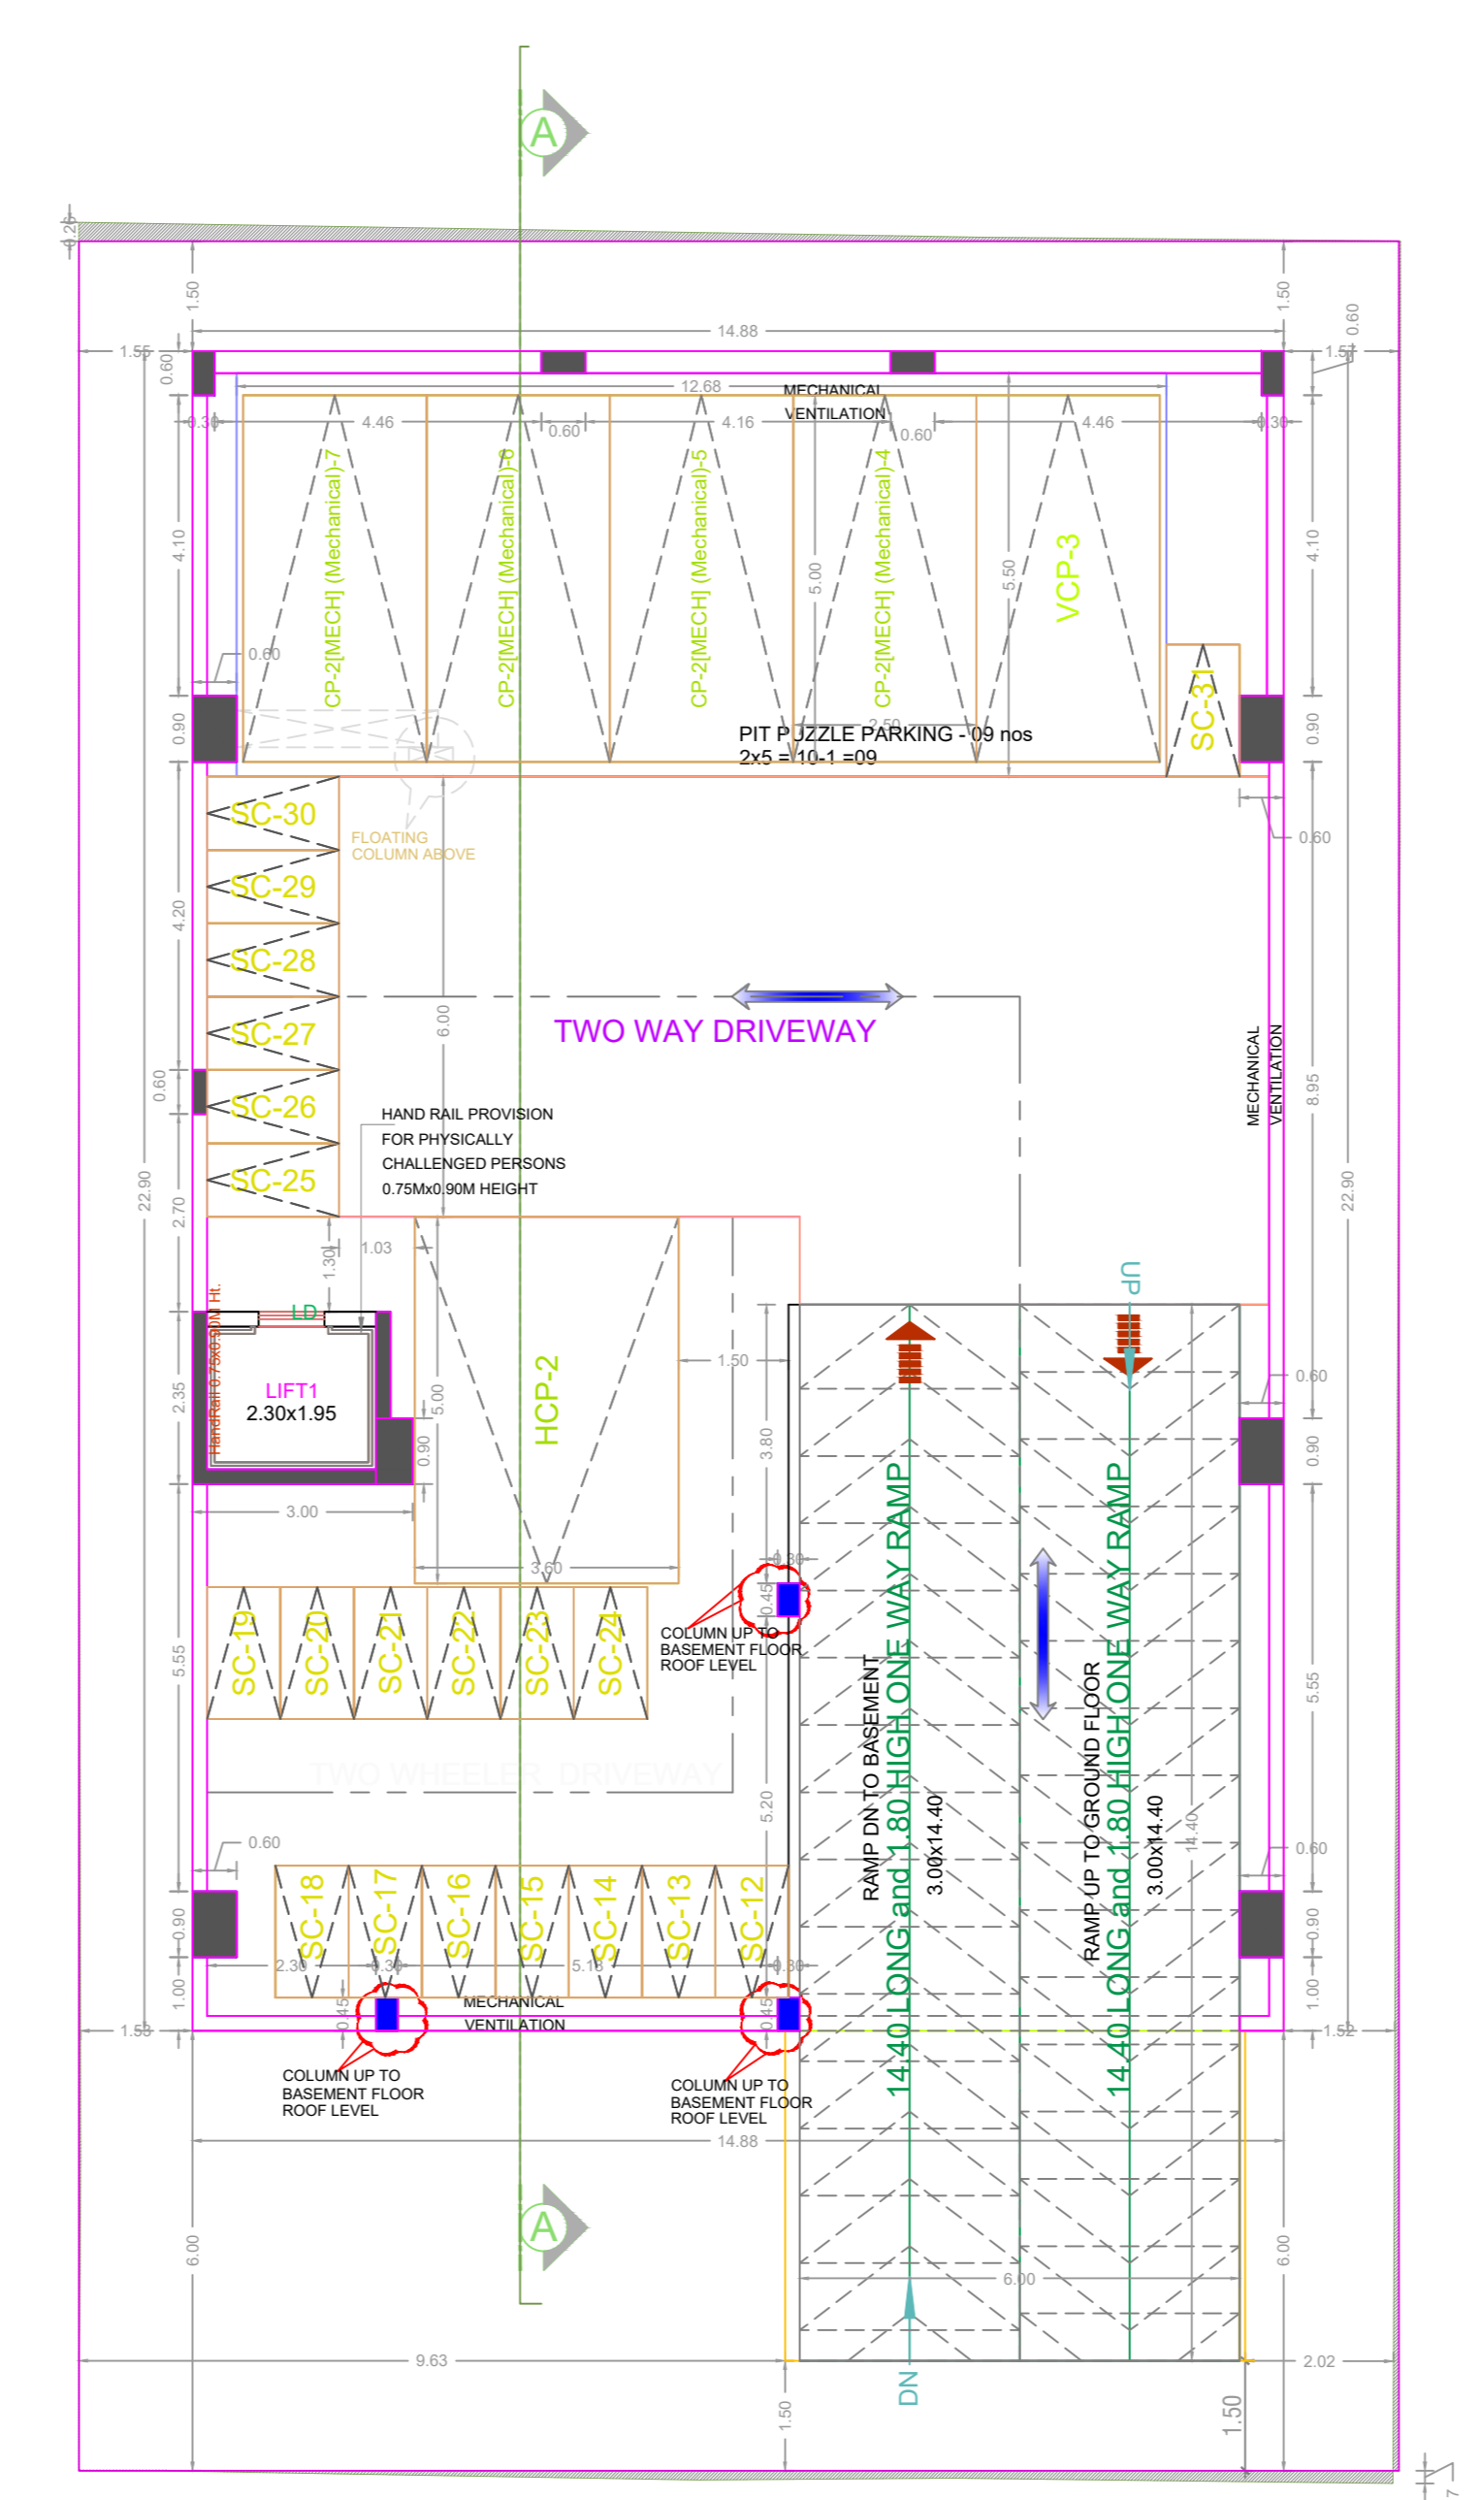 A
0.26
1.50
1.50
14.88
0.60
1.55
0.60
12.68
MECHANICAL
VENTILATION
0.30
4.46
0.60
4.16
0.60
4.46
0.30
CP-2[MECH] (Mechanical)-7
CP-2[MECH] (Mechanical)-6
CP-2[MECH] (Mechanical)-5
CP-2[MECH] (Mechanical)-4
VCP-3
4.10
5.00
5.50
4.10
0.60
SC-31
0.90
2.50
PIT PUZZLE PARKING - 09 nos
2x5 = 10-1 =09
0.90
SC-30
FLOATING
COLUMN ABOVE
0.60
SC-29
4.20
SC-28
6.00
TWO WAY DRIVEWAY
SC-27
MECHANICAL
VENTILATION
8.95
0.60
SC-26
HAND RAIL PROVISION
FOR PHYSICALLY
CHALLENGED PERSONS
0.75Mx0.90M HEIGHT
SC-25
22.90
2.70
22.90
1.30
1.03
UP
HandRail 0.75x0.90M Ht.
LD
2.35
LIFT1
2.30x1.95
HCP-2
5.00
1.50
0.60
0.90
3.80
0.90
3.00
3.60
0.30
0.45
SC-19
SC-20
SC-21
SC-22
SC-23
SC-24
COLUMN UP TO
BASEMENT FLOOR
ROOF LEVEL
5.55
5.55
RAMP DN TO BASEMENT
14.40 LONG and 1.80 HIGH ONE WAY RAMP
3.00x14.40
RAMP UP TO GROUND FLOOR
14.40 LONG and 1.80 HIGH ONE WAY RAMP
3.00x14.40
14.40
TWO WHEELER DRIVEWAY
5.20
0.60
0.60
SC-18
SC-17
SC-16
SC-15
SC-14
SC-13
SC-12
0.90
0.90
2.30
0.30
5.18
0.30
1.00
0.45
MECHANICAL
VENTILATION
0.45
1.00
1.53
1.52
COLUMN UP TO
BASEMENT FLOOR
ROOF LEVEL
COLUMN UP TO
BASEMENT FLOOR
ROOF LEVEL
14.88
A
6.00
6.00
6.00
9.63
2.02
DN
1.50
1.50